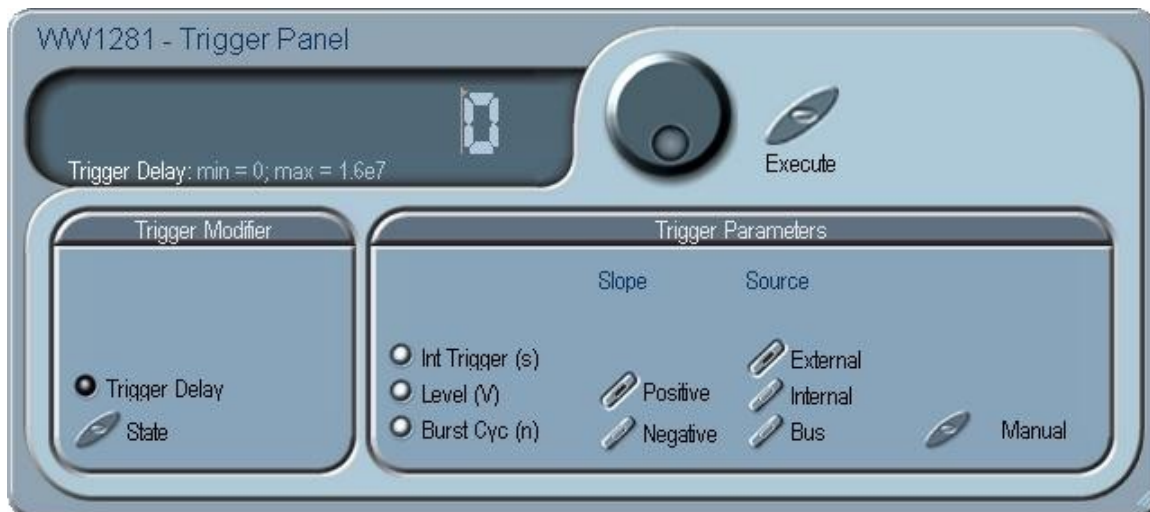 WW1281 - Trigger Panel
0
Trigger Delay: min = 0; max = 1.6e7
Execute
Trigger Modifier
Trigger Delay
State
Trigger Parameters
Slope Source
Int Trigger (s)
Level (V)
Burst Cyc (n)
Positive
Negative
External
Internal
Bus
Manual